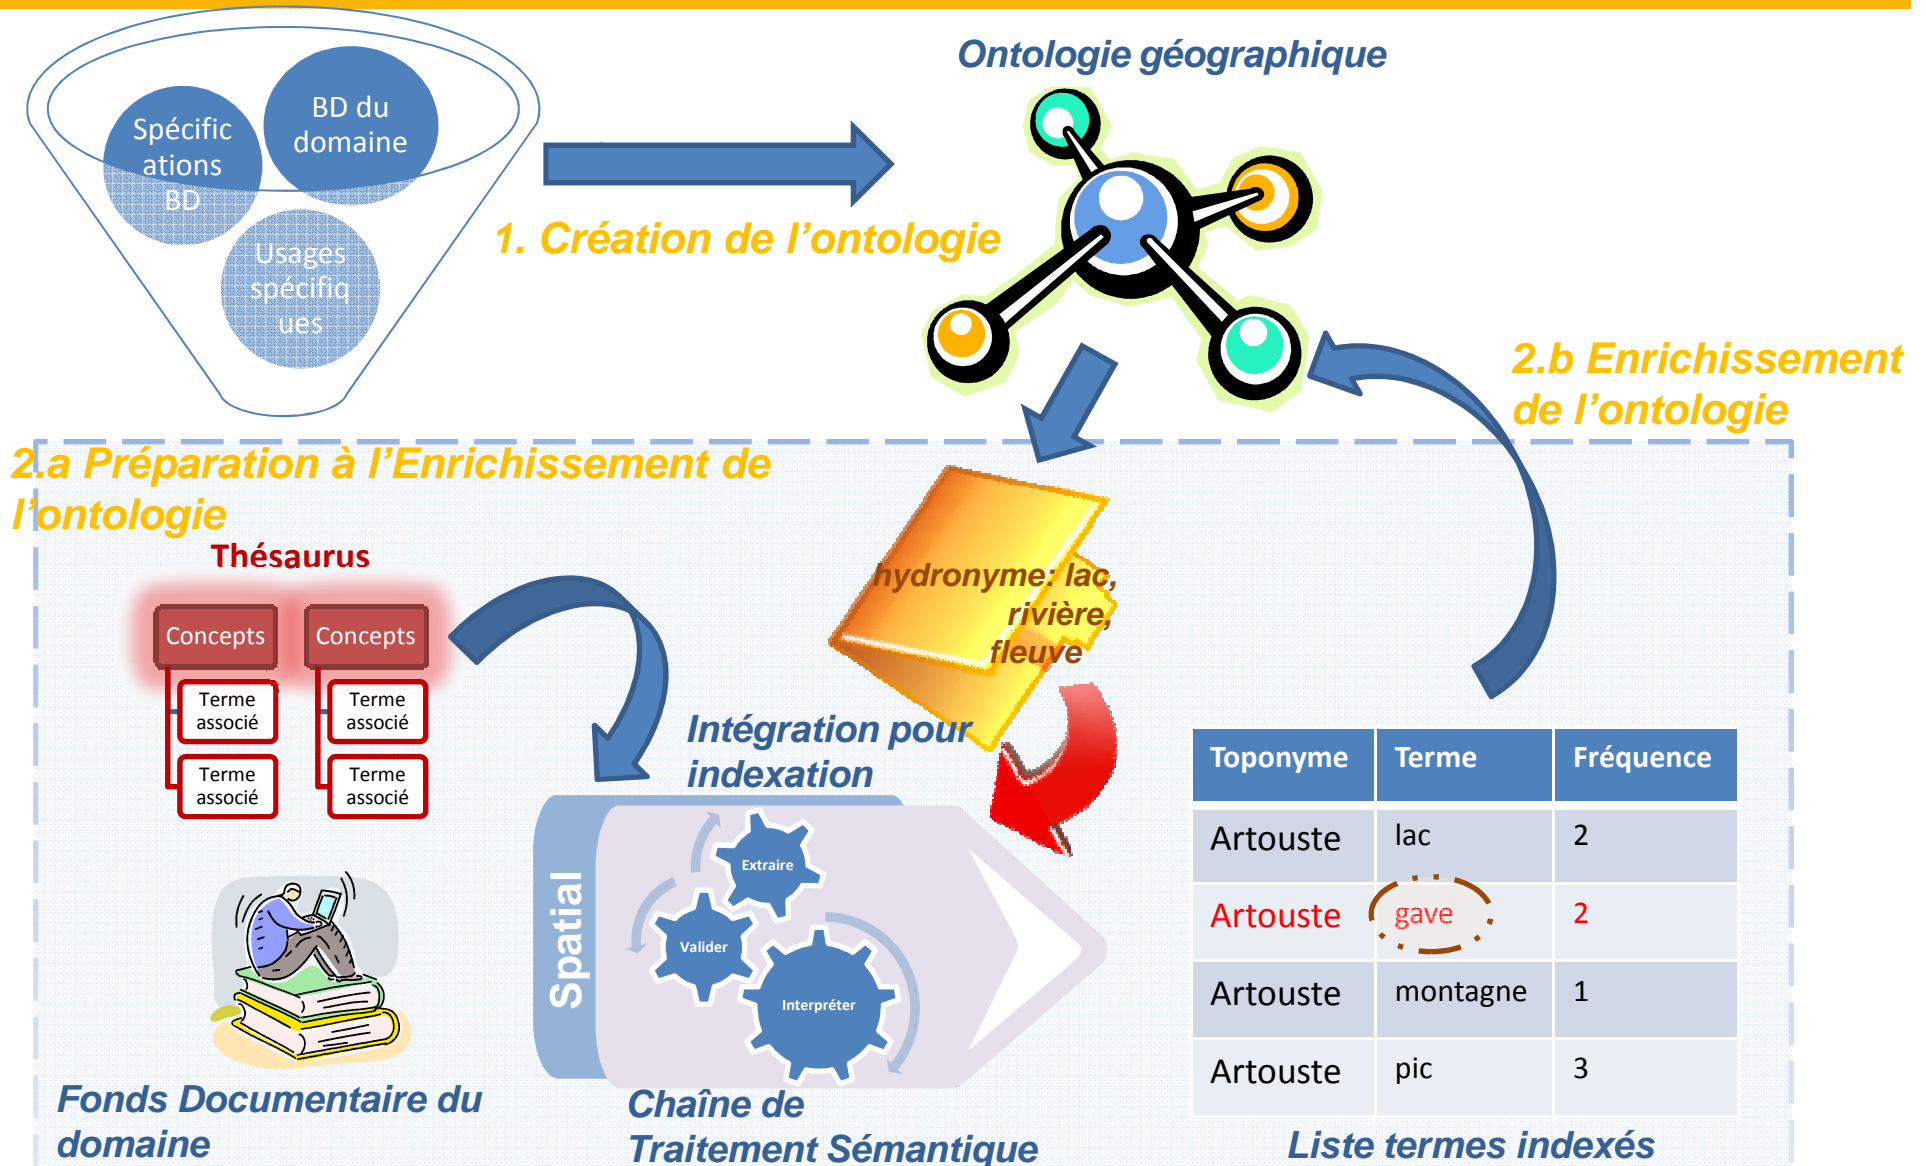 Ontologie géographique
Spécific
ations
BD
BD du
domaine
Usages
spécifiq
ues
1. Création de l’ontologie
2.b Enrichissement
de l’ontologie
2.a Préparation à l’Enrichissement de
l’ontologie
Thésaurus
Concepts
Concepts
Terme
associé
Terme
associé
Terme
associé
Terme
associé
hydronyme: lac,
rivière,
fleuve
Intégration pour
indexation
Spatial
Extraire
Valider
Interpréter
Toponyme Terme Fréquence
Artouste lac 2
Artouste gave 2
Artouste montagne 1
Artouste pic 3
Fonds Documentaire du
domaine
Chaîne de
Traitement Sémantique
Liste termes indexés